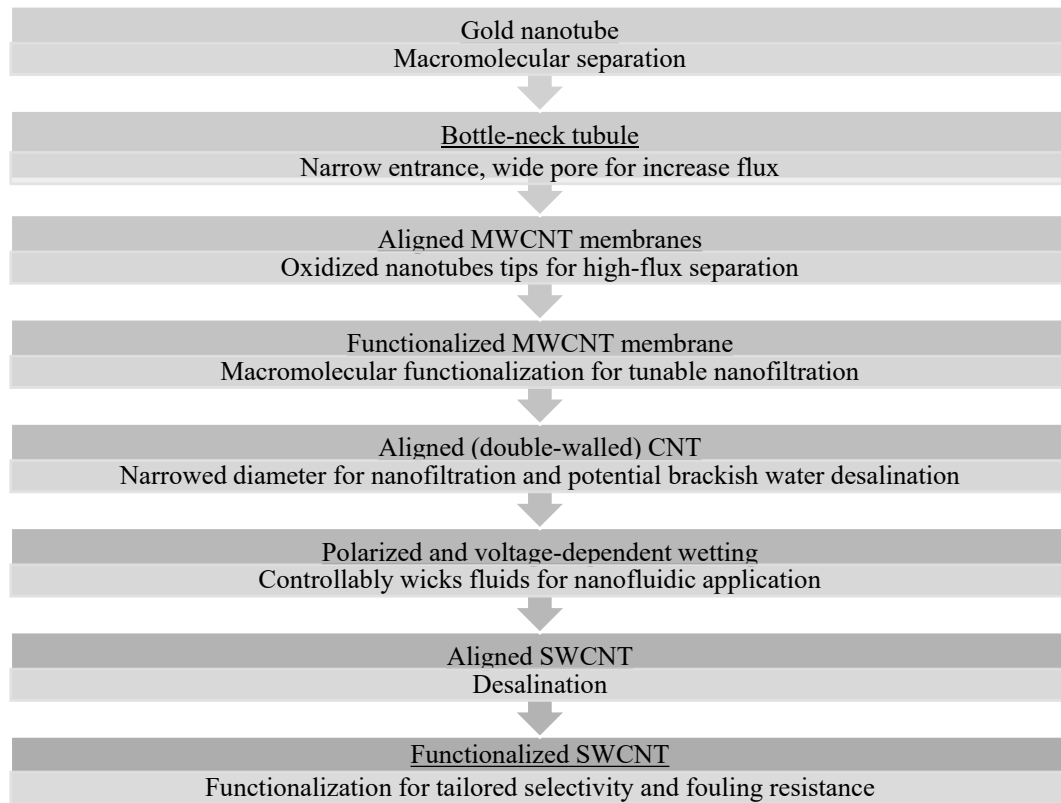 Gold nanotube
Macromolecular separation
Bottle-neck tubule
Narrow entrance, wide pore for increase flux
Aligned MWCNT membranes
Oxidized nanotubes tips for high-flux separation
Functionalized MWCNT membrane
Macromolecular functionalization for tunable nanofiltration
Aligned (double-walled) CNT
Narrowed diameter for nanofiltration and potential brackish water desalination
Polarized and voltage-dependent wetting
Controllably wicks fluids for nanofluidic application
Aligned SWCNT
Desalination
Functionalized SWCNT
Functionalization for tailored selectivity and fouling resistance